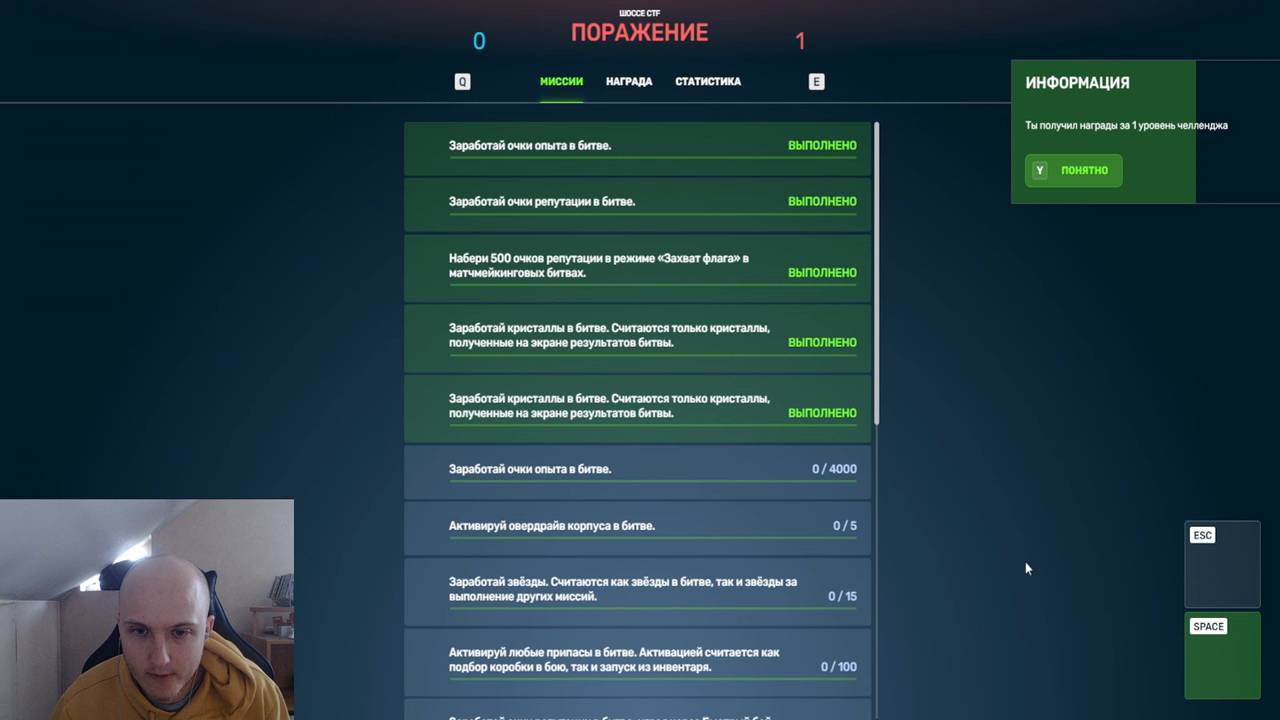 ШОССЕ CTF
0
ПОРАЖЕНИЕ
1
Q
МИССИИ
НАГРАДА
СТАТИСТИКА
E
ИНФОРМАЦИЯ
Ты получил награды за 1 уровень челленджа
Y
ПОНЯТНО
Заработай очки опыта в битве.
ВЫПОЛНЕНО
Заработай очки репутации в битве.
ВЫПОЛНЕНО
Набери 500 очков репутации в режиме «Захват флага» в
матчмейкинговых битвах.
ВЫПОЛНЕНО
Заработай кристаллы в битве. Считаются только кристаллы,
полученные на экране результатов битвы.
ВЫПОЛНЕНО
Заработай кристаллы в битве. Считаются только кристаллы,
полученные на экране результатов битвы.
ВЫПОЛНЕНО
Заработай очки опыта в битве.
0 / 4000
Активируй овердрайв корпуса в битве.
0 / 5
Заработай звёзды. Считаются как звёзды в битве, так и звёзды за
выполнение других миссий.
0 / 15
Активируй любые припасы в битве. Активацией считается как
подбор коробки в бою, так и запуск из инвентаря.
0 / 100
ESC
SPACE